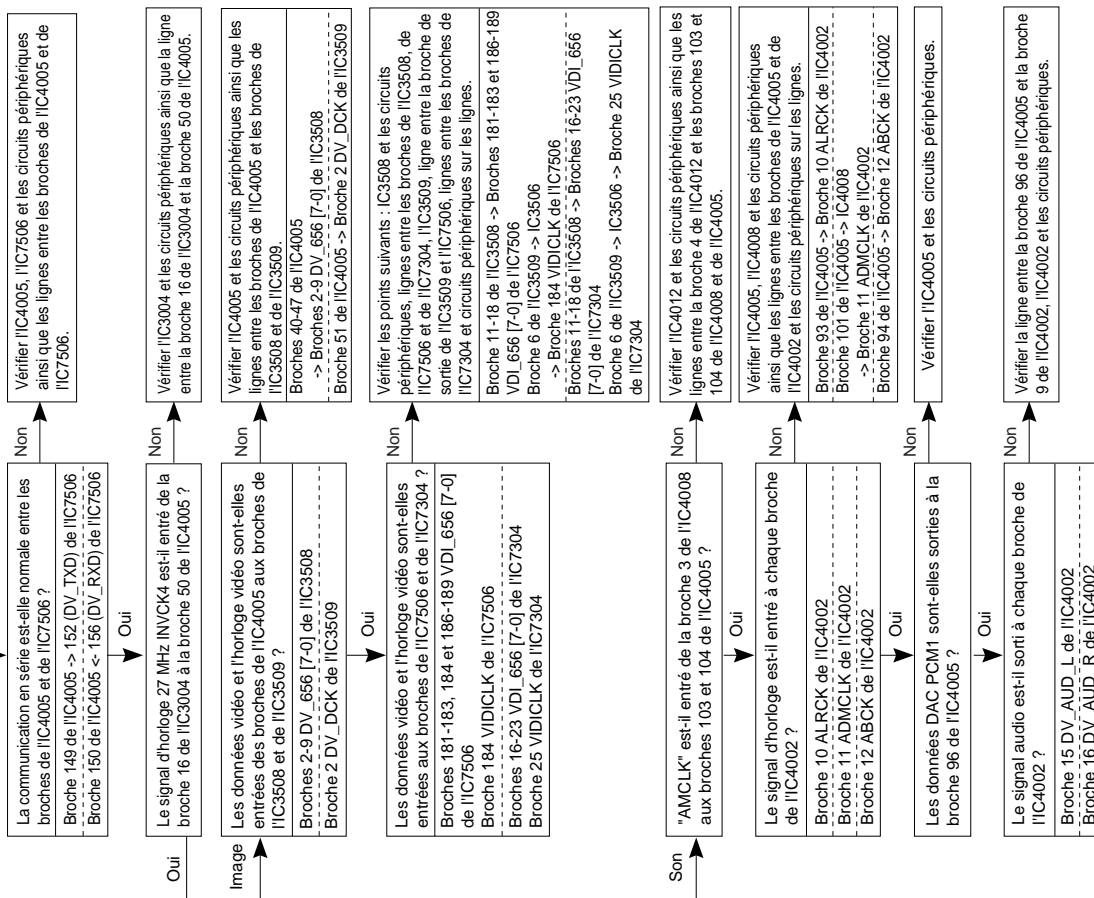 La communication en série est-elle normale entre les
broches de l'IC4005 et de l'IC7506 ?
Broche 149 de l'IC4005 -> 152 (DV_TXD) de l'IC7506
Broche 150 de l'IC4005 <- 156 (DV_RXD) de l'IC7506
Non
Vérifier l'IC4005, l'IC7506 et les circuits périphériques
ainsi que les lignes entre les broches de l'IC4005 et de
l'IC7506.
Oui
Oui
Le signal d'horloge 27 MHz INVCK4 est-il entré de la
broche 16 de l'IC3004 à la broche 50 de l'IC4005 ?
Non
Vérifier l'IC3004 et les circuits périphériques ainsi que la ligne
entre la broche 16 de l'IC3004 et la broche 50 de l'IC4005.
Image
Les données vidéo et l'horloge vidéo sont-elles
entrées des broches de l'IC4005 aux broches de
l'IC3508 et de l'IC3509 ?
Broches 2-9 DV_656 [7-0] de l'IC3508
Broche 2 DV_DCK de l'IC3509
Non
Vérifier l'IC4005 et les circuits périphériques ainsi que les
lignes entre les broches de l'IC4005 et les broches de
l'IC3508 et de l'IC3509.
Broches 40-47 de l'IC4005
-> Broches 2-9 DV_656 [7-0] de l'IC3508
Broche 51 de l'IC4005 -> Broche 2 DV_DCK de l'IC3509
Oui
Les données vidéo et l'horloge vidéo sont-elles
entrées aux broches de l'IC7506 et de l'IC7304 ?
Broches 181-183, 184 et 186-189 VDI_656 [7-0]
de l'IC7506
Broche 184 VIDICLK de l'IC7506
Broches 16-23 VDI_656 [7-0] de l'IC7304
Broche 25 VIDICLK de l'IC7304
Non
Vérifier les points suivants : IC3508 et les circuits
périphériques, lignes entre les broches de l'IC3508, de
l'IC7506 et de l'IC7304, l'IC3509, ligne entre la broche de
sortie de l'IC3509 et l'IC7506, lignes entre les broches de
l'IC7304 et circuits périphériques sur les lignes.
Broche 11-18 de l'IC3508 -> Broches 181-183 et 186-189
VDI_656 [7-0] de l'IC7506
Broche 6 de l'IC3509 -> IC3506
-> Broche 184 VIDICLK de l'IC7506
Broches 11-18 de l'IC3508 -> Broches 16-23 VDI_656
[7-0] de l'IC7304
Broche 6 de l'IC3509 -> IC3506 -> Broche 25 VIDICLK
de l'IC7304
Son
"AMCLK" est-il entré de la broche 3 de l'IC4008
aux broches 103 et 104 de l'IC4005 ?
Non
Vérifier l'IC4012 et les circuits périphériques ainsi que les
lignes entre la broche 4 de l'IC4012 et les broches 103 et
104 de l'IC4008 et de l'IC4005.
Oui
Le signal d'horloge est-il entré à chaque broche
de l'IC4002 ?
Broche 10 ALRCK de l'IC4002
Broche 11 ADMCLK de l'IC4002
Broche 12 ABCK de l'IC4002
Non
Vérifier l'IC4005, l'IC4008 et les circuits périphériques
ainsi que les lignes entre les broches de l'IC4005 et de
l'IC4002 et les circuits périphériques sur les lignes.
Broche 93 de l'IC4005 -> Broche 10 ALRCK de l'IC4002
Broche 101 de l'IC4005 -> IC4008
-> Broche 11 ADMCLK de l'IC4002
Broche 94 de l'IC4005 -> Broche 12 ABCK de l'IC4002
Oui
Les données DAC PCM1 sont-elles sorties à la
broche 96 de l'IC4005 ?
Non
Vérifier l'IC4005 et les circuits périphériques.
Oui
Le signal audio est-il sorti à chaque broche de
l'IC4002 ?
Broche 15 DV_AUD_L de l'IC4002
Broche 16 DV_AUD_R de l'IC4002
Non
Vérifier la ligne entre la broche 96 de l'IC4005 et la broche
9 de l'IC4002, l'IC4002 et les circuits périphériques.